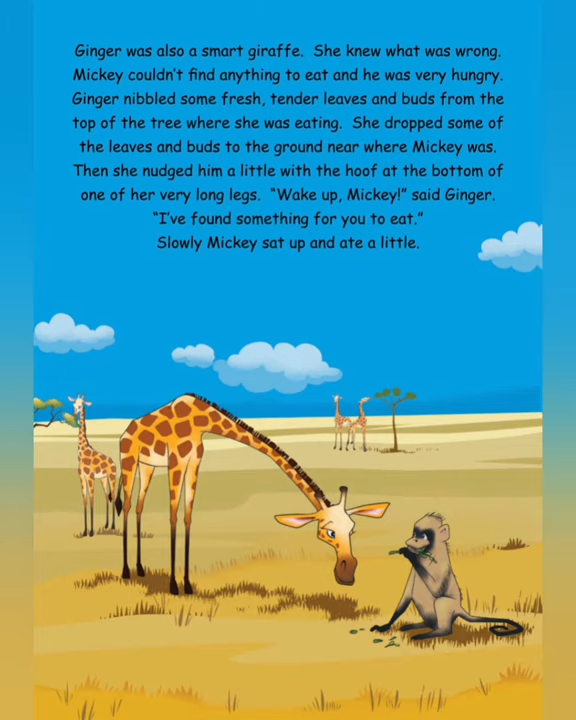 Ginger was also a smart giraffe.  She knew what was wrong.
Mickey couldn't find anything to eat and he was very hungry.
Ginger nibbled some fresh, tender leaves and buds from the
top of the tree where she was eating.  She dropped some of
the leaves and buds to the ground near where Mickey was.
Then she nudged him a little with the hoof at the bottom of
one of her very long legs.  “Wake up, Mickey!” said Ginger.
“I’ve found something for you to eat.”
Slowly Mickey sat up and ate a little.